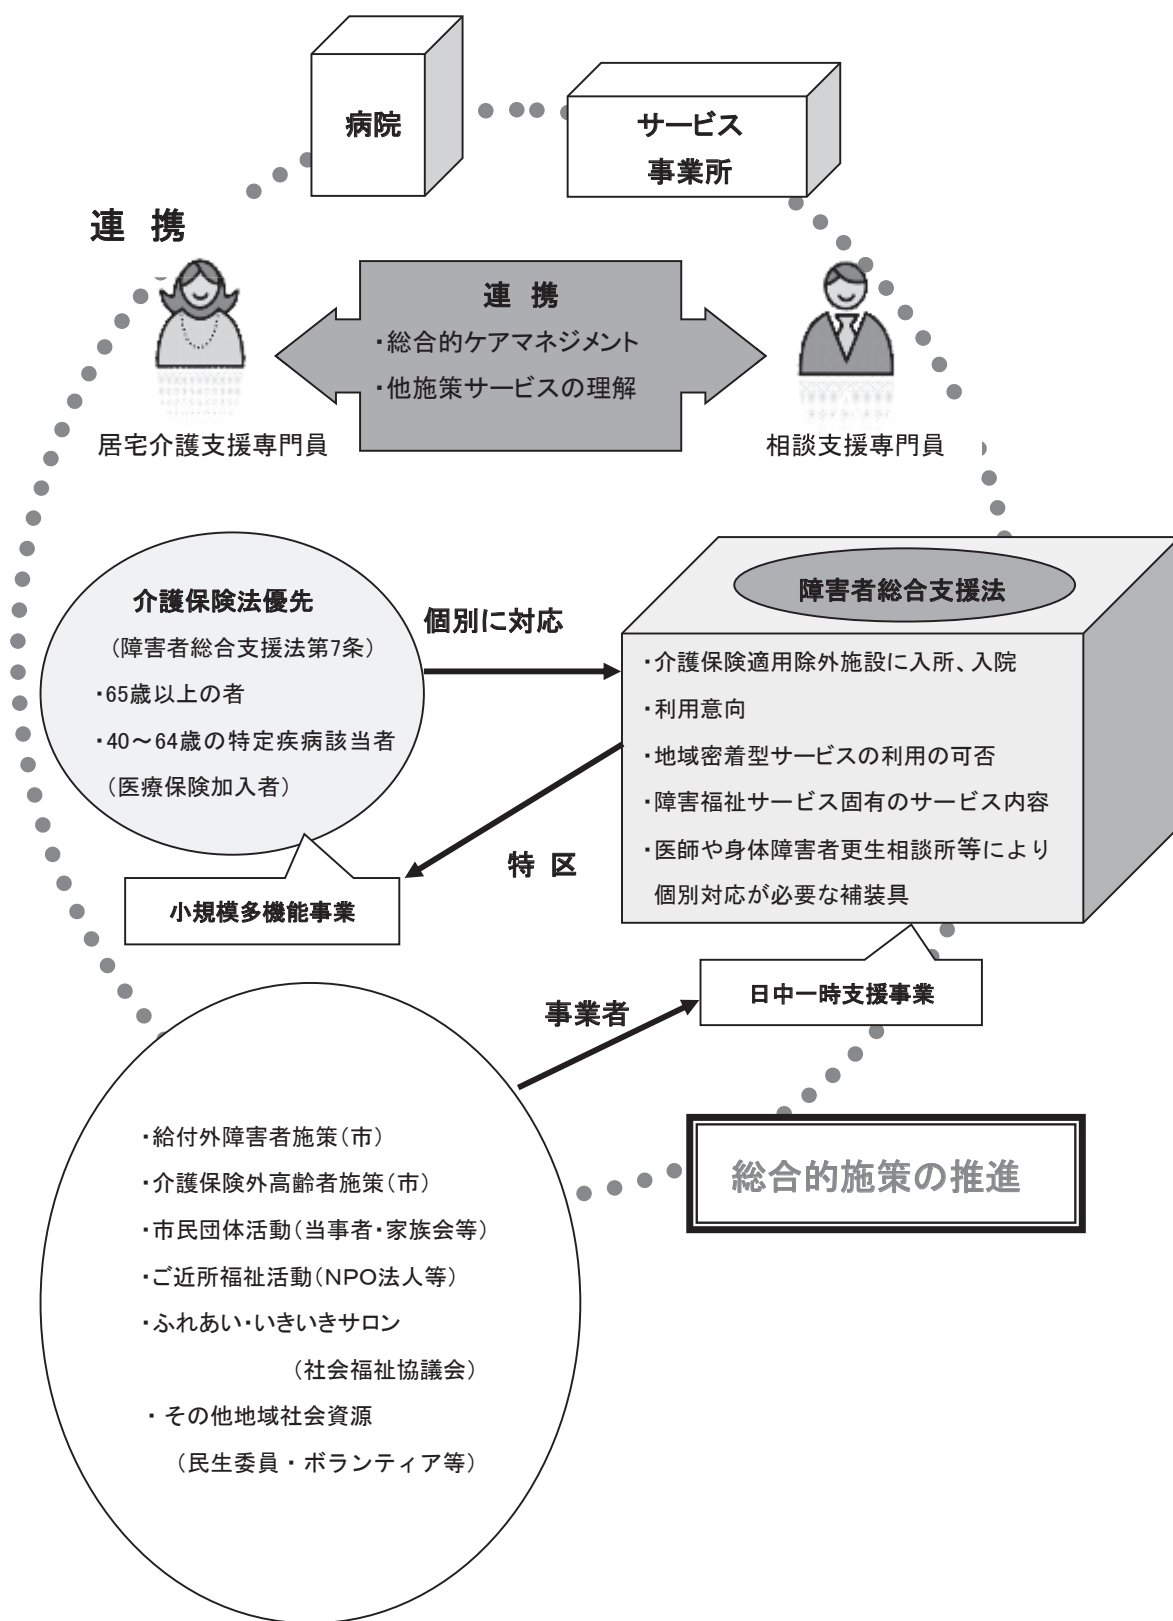 病院
サービス
事業所
連 携
連 携
・総合的ケアマネジメント
・他施策サービスの理解
居宅介護支援専門員
相談支援専門員
介護保険法優先
（障害者総合支援法第7条）
・65歳以上の者
・40～64歳の特定疾病該当者
（医療保険加入者）
個別に対応
障害者総合支援法
・介護保険適用除外施設に入所、入院
・利用意向
・地域密着型サービスの利用の可否
・障害福祉サービス固有のサービス内容
・医師や身体障害者更生相談所等により
個別対応が必要な補装具
特 区
小規模多機能事業
日中一時支援事業
事業者
・給付外障害者施策（市）
・介護保険外高齢者施策（市）
・市民団体活動（当事者・家族会等）
・ご近所福祉活動（NPO法人等）
・ふれあい・いきいきサロン
（社会福祉協議会）
・ その他地域社会資源
（民生委員・ボランティア等）
総合的施策の推進